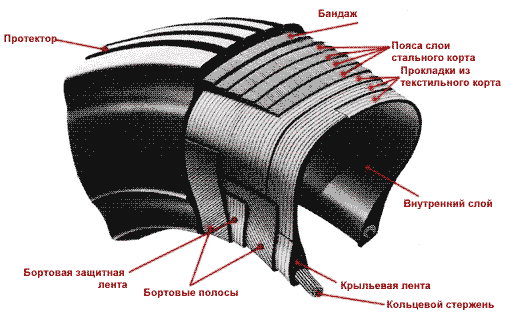 Бандаж
Протектор
Пояса слои
стального корта
Прокладки из
текстильного корта
Внутренний слой
Бортовая защитная
лента
Бортовые полосы
Крыльевая лента
Кольцевой стержень